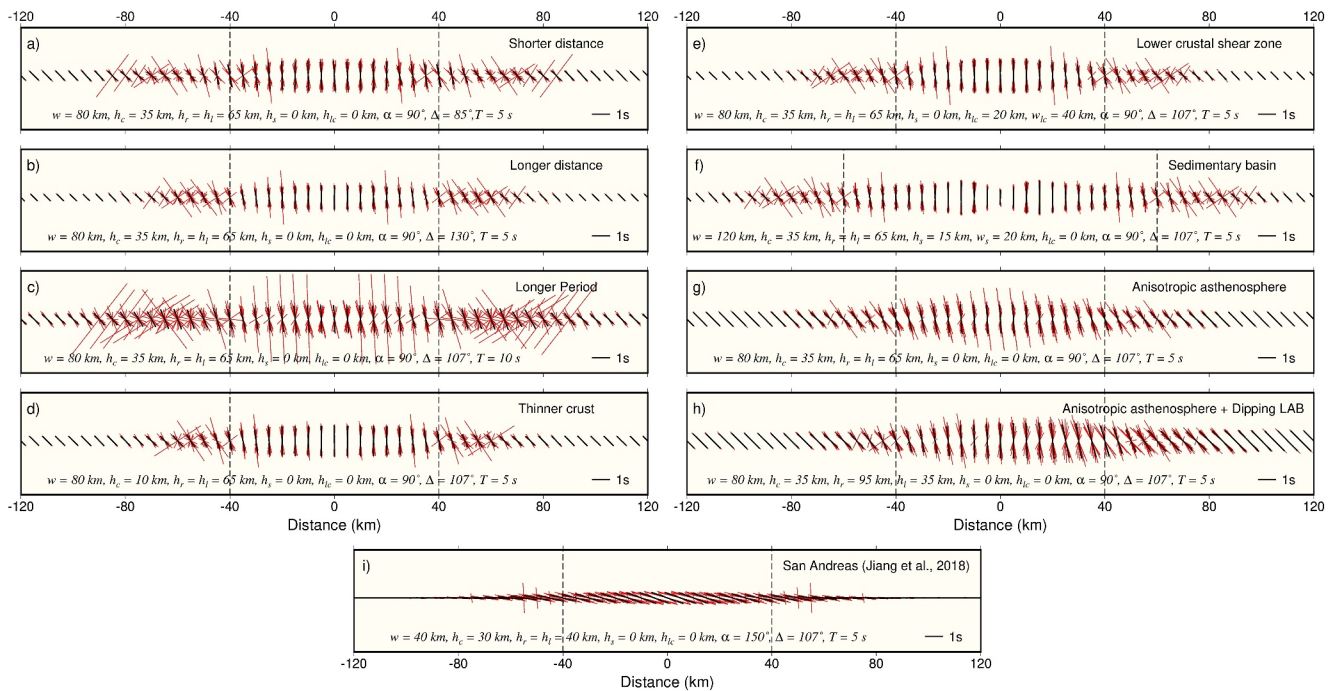 -120 -80 -40 0 40 80 120
a)
Shorter distance
w = 80 km, hc = 35 km, hr = hl = 65 km, hs = 0 km, hlc = 0 km, α = 90°, Δ = 85°,T = 5 s
1s
b)
Longer distance
w = 80 km, hc = 35 km, hr = hl = 65 km, hs = 0 km, hlc = 0 km, α = 90°, Δ = 130°, T = 5 s
1s
c)
Longer Period
w = 80 km, hc = 35 km, hr = hl = 65 km, hs = 0 km, hlc = 0 km, α = 90°, Δ = 107°, T = 10 s
1s
d)
Thinner crust
w = 80 km, hc = 10 km, hr = hl = 65 km, hs = 0 km, hlc = 0 km, α = 90°, Δ = 107°, T = 5 s
1s
-120 -80 -40 0 40 80 120
Distance (km)
-120 -80 -40 0 40 80 120
e)
Lower crustal shear zone
w = 80 km, hc = 35 km, hr = hl = 65 km, hs = 0 km, hlc = 20 km, wlc = 40 km, α = 90°, Δ = 107°, T = 5 s
1s
f)
Sedimentary basin
w = 120 km, hc = 35 km, hr = hl = 65 km, hs = 15 km, ws = 20 km, hlc = 0 km, α = 90°, Δ = 107°, T = 5 s
1s
g)
Anisotropic asthenosphere
w = 80 km, hc = 35 km, hr = hl = 65 km, hs = 0 km, hlc = 0 km, α = 90°, Δ = 107°, T = 5 s
1s
h)
Anisotropic asthenosphere + Dipping LAB
w = 80 km, hc = 35 km, hr = 95 km, hl = 35 km, hs = 0 km, hlc = 0 km, α = 90°, Δ = 107°, T = 5 s
1s
-120 -80 -40 0 40 80 120
Distance (km)
i)
San Andreas (Jiang et al., 2018)
w = 40 km, hc = 30 km, hr = hl = 40 km, hs = 0 km, hlc = 0 km, α = 150°, Δ = 107°, T = 5 s
1s
-120 -80 -40 0 40 80 120
Distance (km)